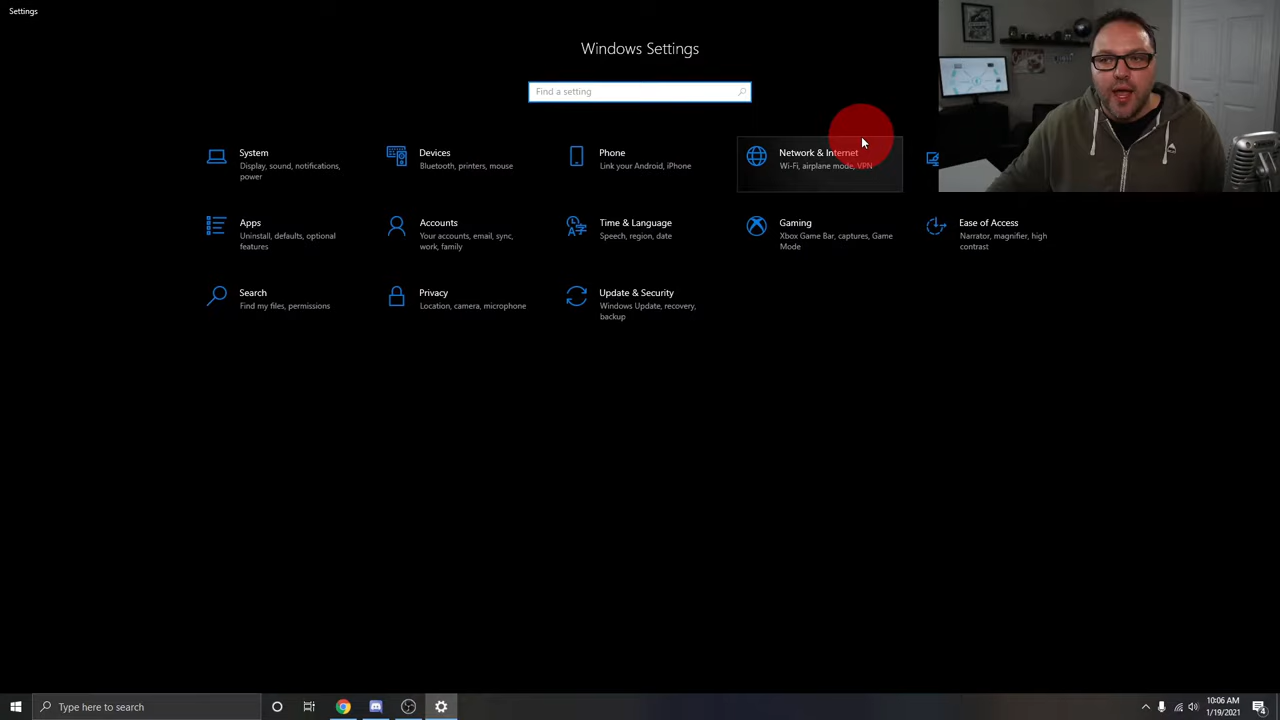 Settings
Windows Settings
Find a setting
System
Display, sound, notifications,
power
Devices
Bluetooth, printers, mouse
Phone
Link your Android, iPhone
Network & Internet
Wi-Fi, airplane mode, VPN
Apps
Uninstall, defaults, optional
features
Accounts
Your accounts, email, sync,
work, family
Time & Language
Speech, region, date
Gaming
Xbox Game Bar, captures, Game
Mode
Ease of Access
Narrator, magnifier, high
contrast
Search
Find my files, permissions
Privacy
Location, camera, microphone
Update & Security
Windows Update, recovery,
backup
Type here to search
10:06 AM
1/19/2021
4